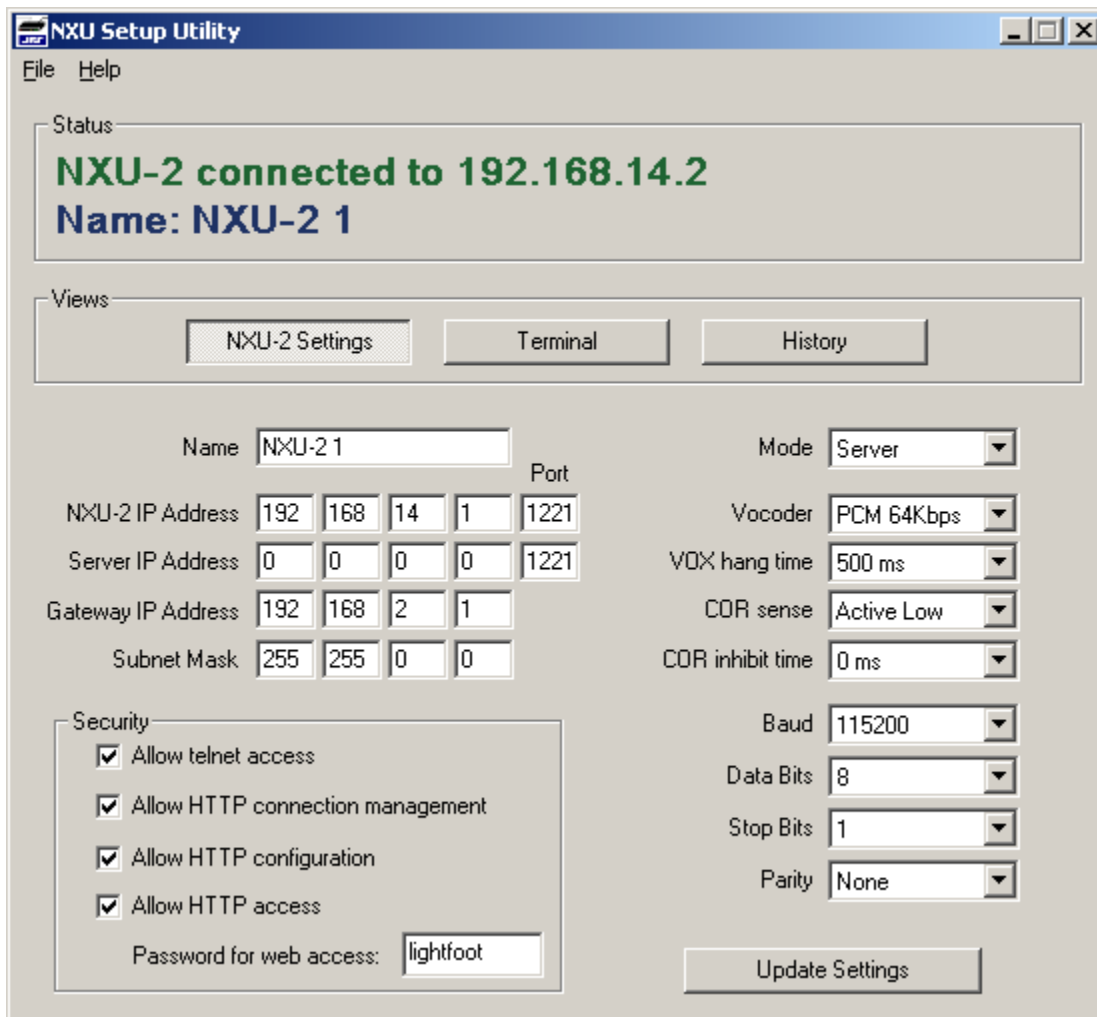 NXU Setup Utility
File Help
Status
NXU-2 connected to 192.168.14.2
Name: NXU-2 1
Views
NXU-2 Settings Terminal History
Name NXU-2 1
Port
NXU-2 IP Address 192 168 14 1 1221
Server IP Address 0 0 0 0 1221
Gateway IP Address 192 168 2 1
Subnet Mask 255 255 0 0
Security
Allow telnet access
Allow HTTP connection management
Allow HTTP configuration
Allow HTTP access
Password for web access: lightfoot
Mode Server
Vocoder PCM 64Kbps
VOX hang time 500 ms
COR sense Active Low
COR inhibit time 0 ms
Baud 115200
Data Bits 8
Stop Bits 1
Parity None
Update Settings